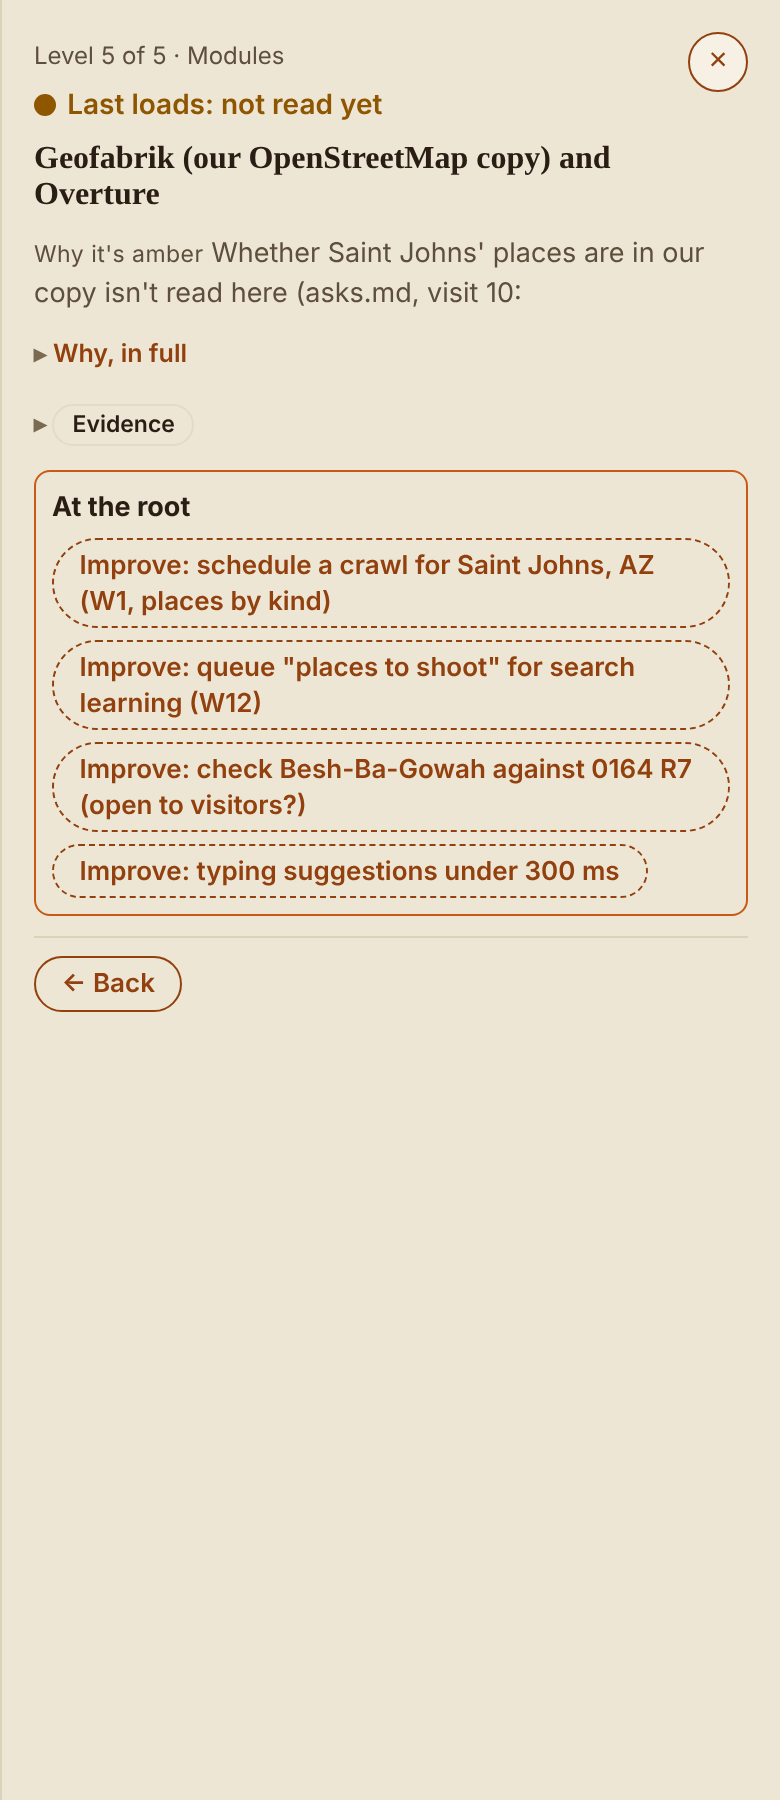 Level 5 of 5 · Modules
×
Last loads: not read yet
Geofabrik (our OpenStreetMap copy) and
Overture
Why it's amber Whether Saint Johns' places are in our
copy isn't read here (asks.md, visit 10:
▶ Why, in full
▶ Evidence
At the root
Improve: schedule a crawl for Saint Johns, AZ
(W1, places by kind)
Improve: queue "places to shoot" for search
learning (W12)
Improve: check Besh-Ba-Gowah against 0164 R7
(open to visitors?)
Improve: typing suggestions under 300 ms
← Back